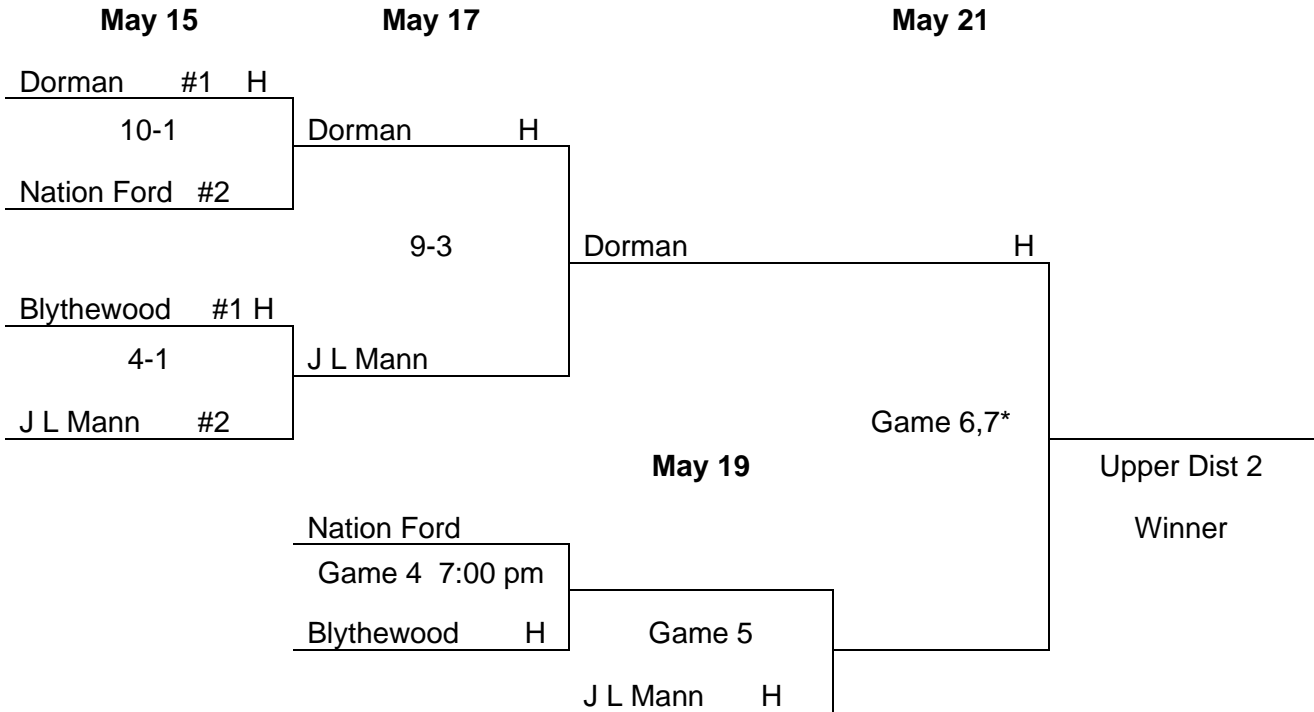 May 15 May 17 May 21
Dorman #1 H
10-1 Dorman H
Nation Ford #2
9-3 Dorman H
Blythewood #1 H
4-1 J L Mann
J L Mann #2 Game 6,7*
May 19 Upper Dist 2
Nation Ford Winner
Game 4 7:00 pm
Blythewood H Game 5
J L Mann H